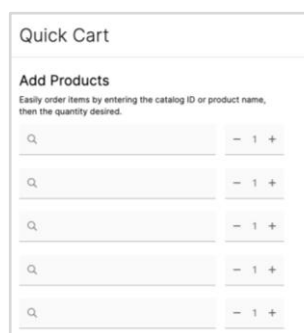 Quick Cart
Add Products
Easily order items by entering the catalog ID or product name,
then the quantity desired.
− 1 +
− 1 +
− 1 +
− 1 +
− 1 +